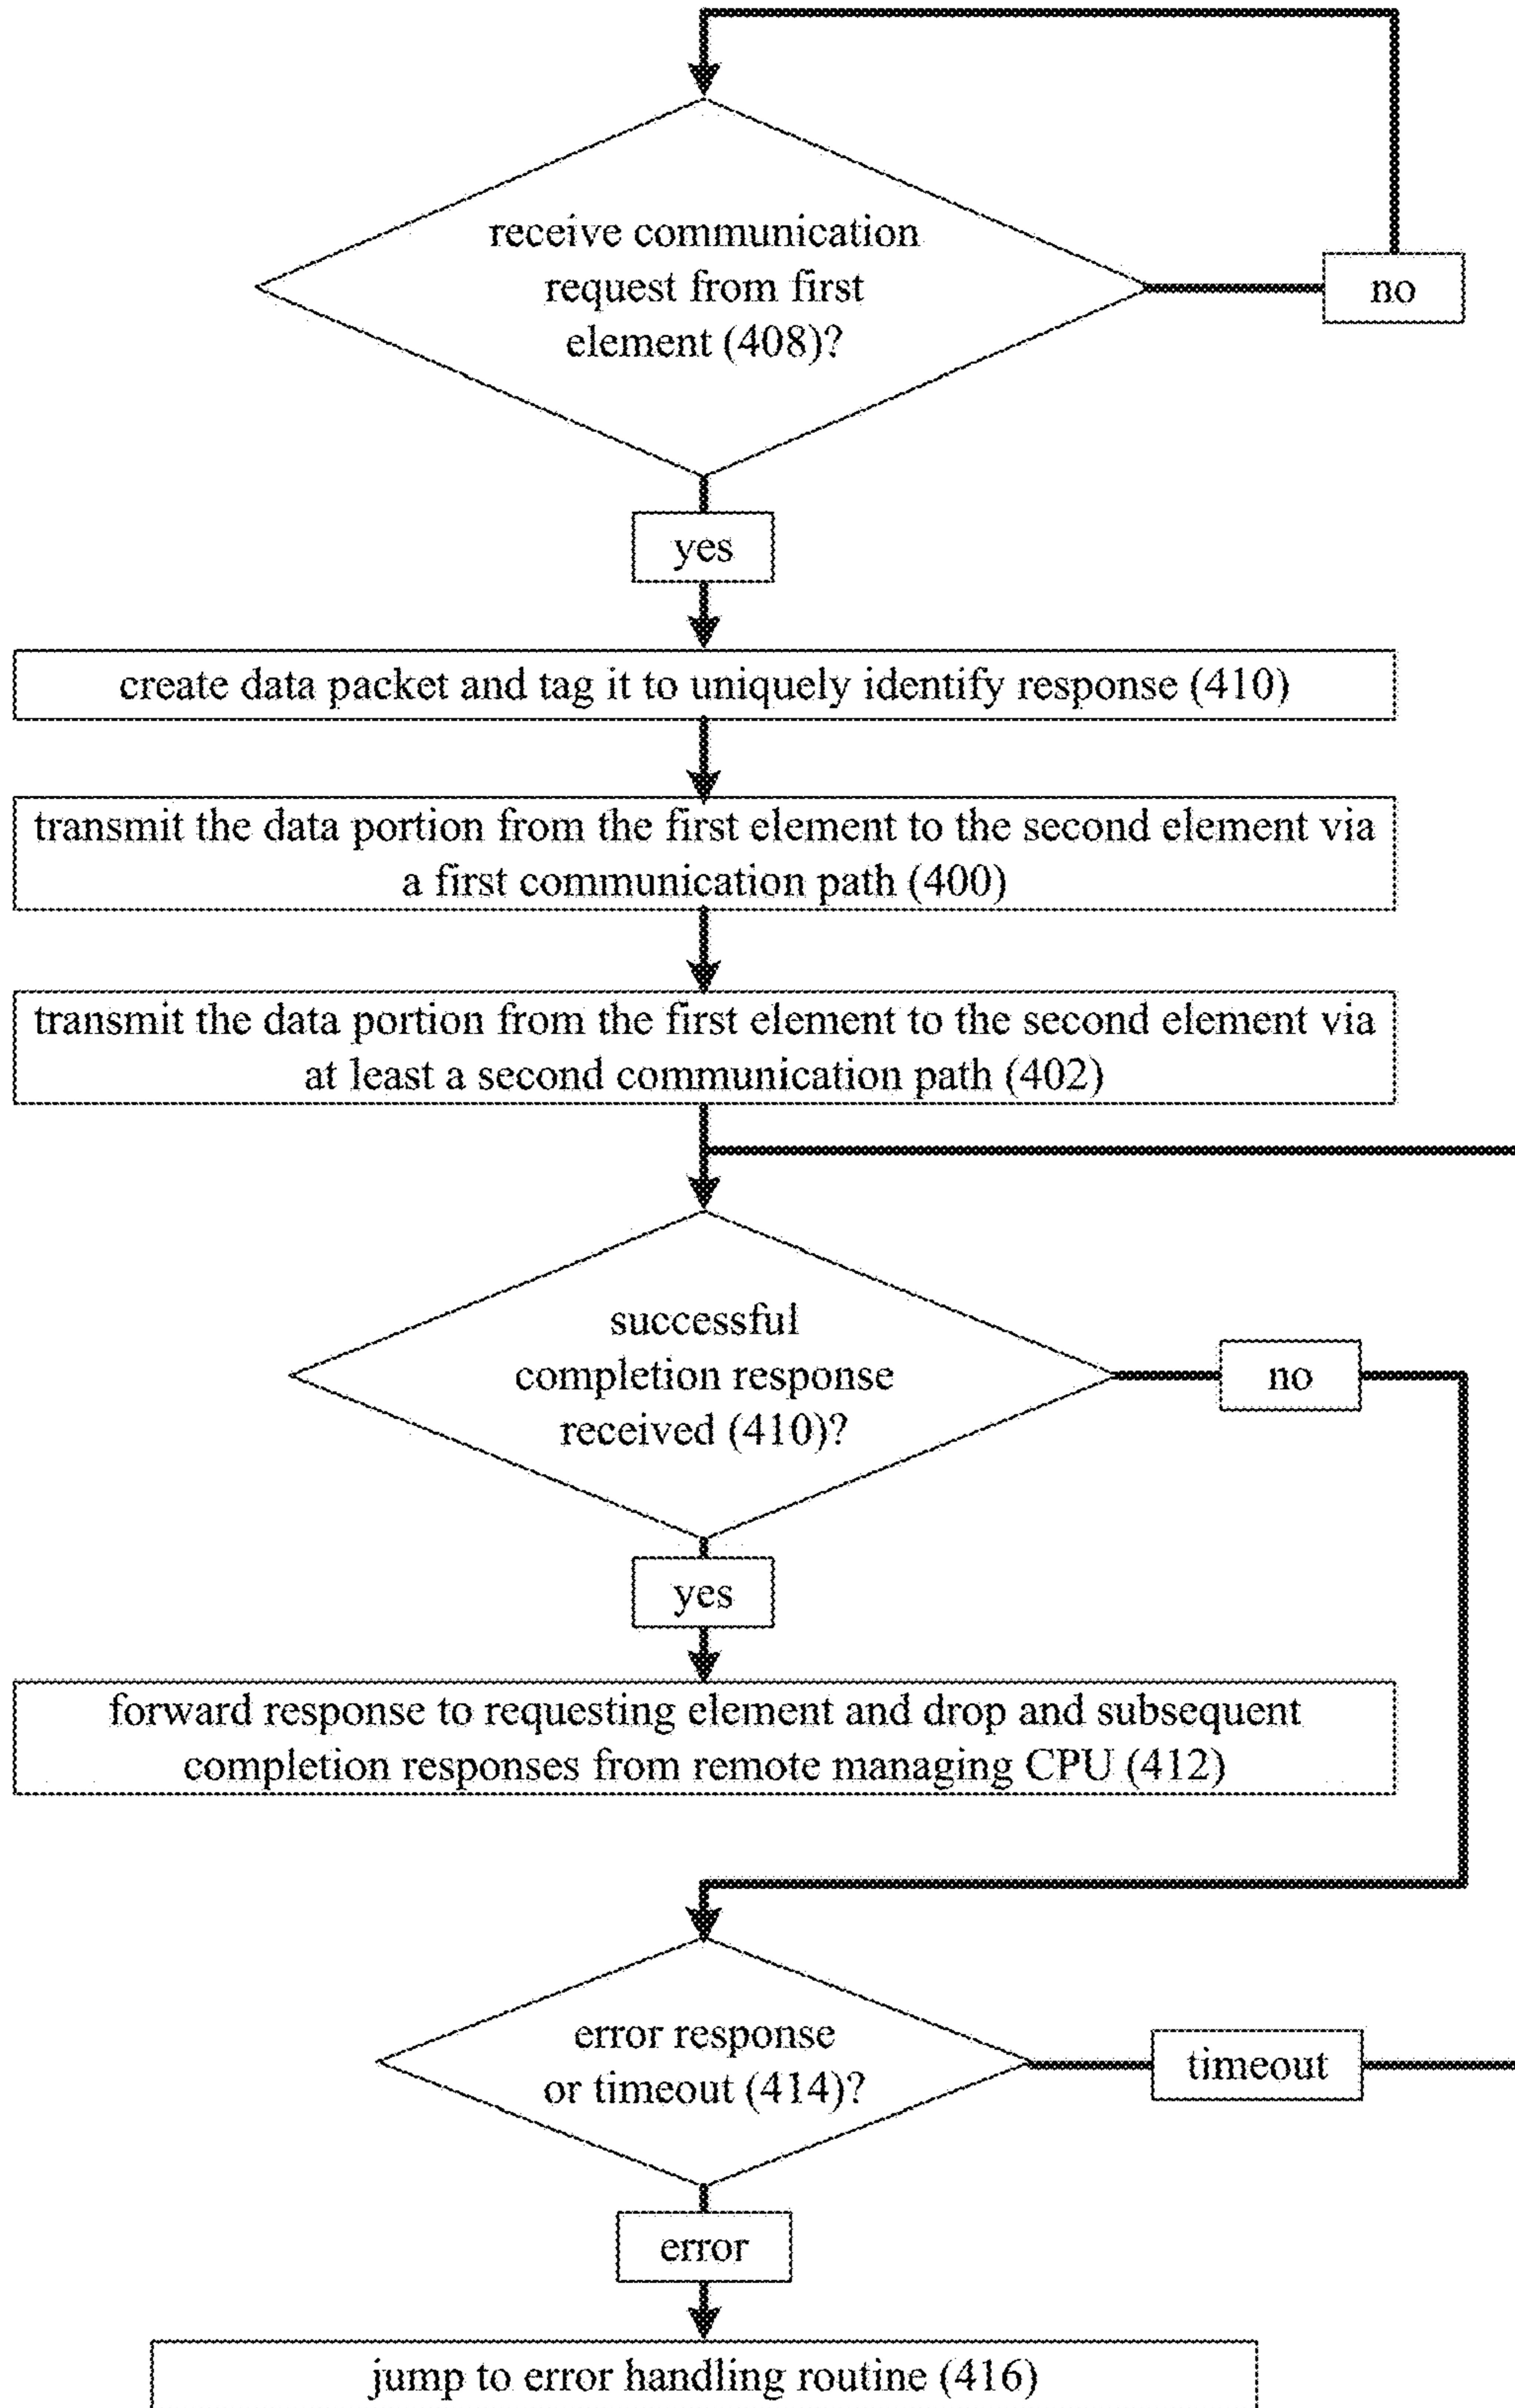 receive communication
request from first
element (408)?
no
yes
create data packet and tag it to uniquely identify response (410)
transmit the data portion from the first element to the second element via
a first communication path (400)
transmit the data portion from the first element to the second element via
at least a second communication path (402)
successful
completion response
received (410)?
no
yes
forward response to requesting element and drop and subsequent
completion responses from remote managing CPU (412)
error response
or timeout (414)?
timeout
error
jump to error handling routine (416)